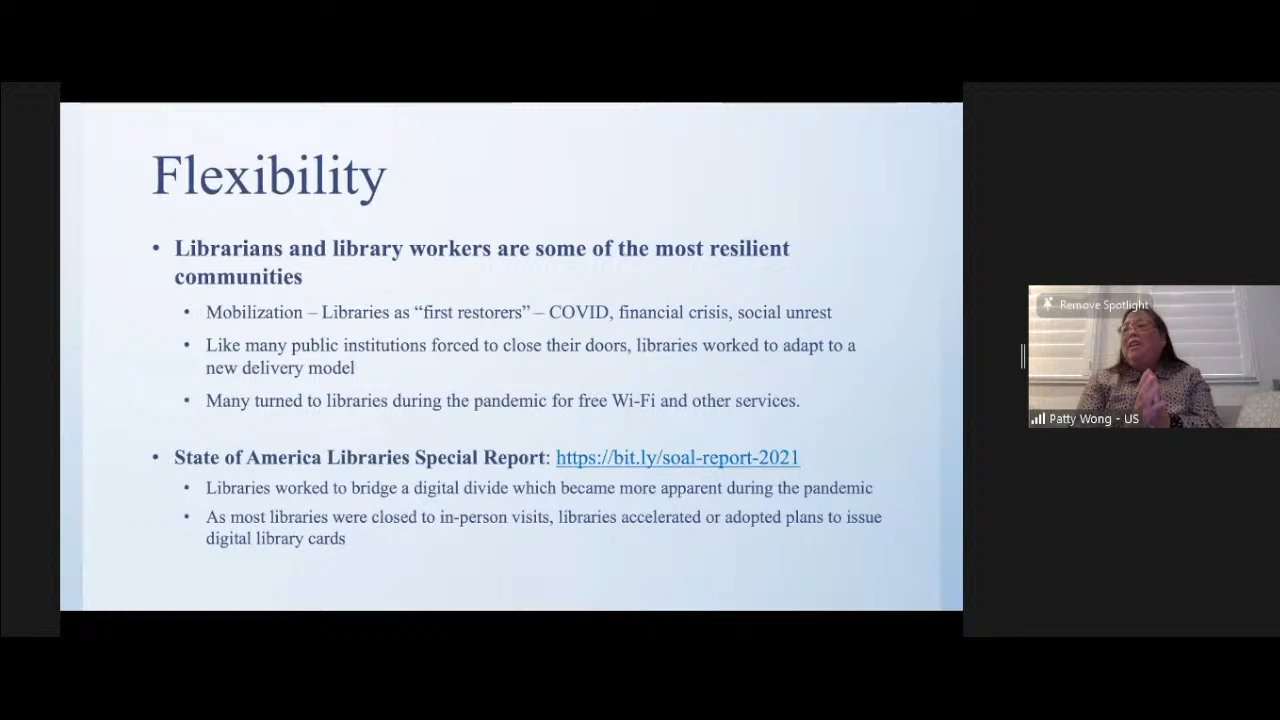 Flexibility
• Librarians and library workers are some of the most resilient
communities
• Mobilization – Libraries as “first restorers” – COVID, financial crisis, social unrest
• Like many public institutions forced to close their doors, libraries worked to adapt to a
new delivery model
• Many turned to libraries during the pandemic for free Wi-Fi and other services.
• State of America Libraries Special Report: https://bit.ly/soal-report-2021
• Libraries worked to bridge a digital divide which became more apparent during the pandemic
• As most libraries were closed to in-person visits, libraries accelerated or adopted plans to issue
digital library cards
Remove Spotlight
Patty Wong - US